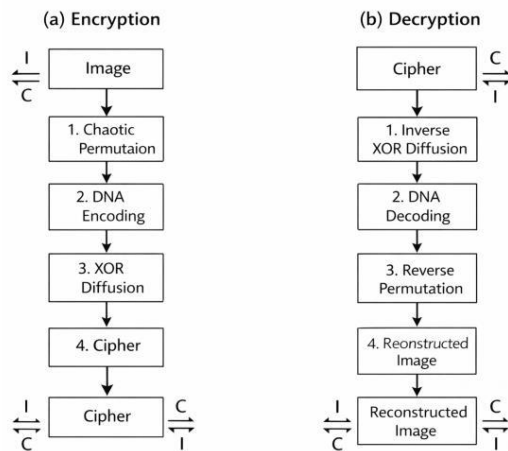 (a) Encryption
I
C
Image
1. Chaotic
Permutaion
2. DNA
Encoding
3. XOR
Diffusion
4. Cipher
I
C
Cipher
C
I
(b) Decryption
Cipher
C
I
1. Inverse
XOR Diffusion
2. DNA
Decoding
3. Reverse
Permutation
4. Reconstructed
Image
I
C
Reconstructed
Image
C
I